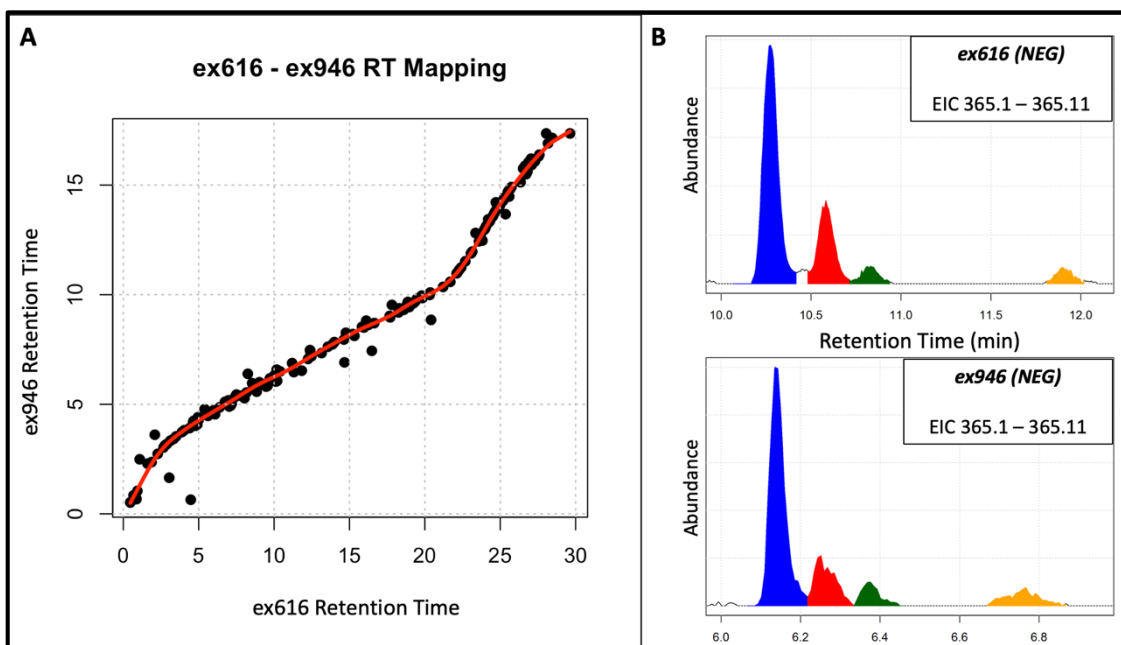 A
ex616 - ex946 RT Mapping
ex946 Retention Time
15
10
5
0
0 5 10 15 20 25 30
ex616 Retention Time
B
ex616 (NEG)
EIC 365.1 – 365.11
Abundance
10.0 10.5 11.0 11.5 12.0
Retention Time (min)
ex946 (NEG)
EIC 365.1 – 365.11
Abundance
6.0 6.2 6.4 6.6 6.8